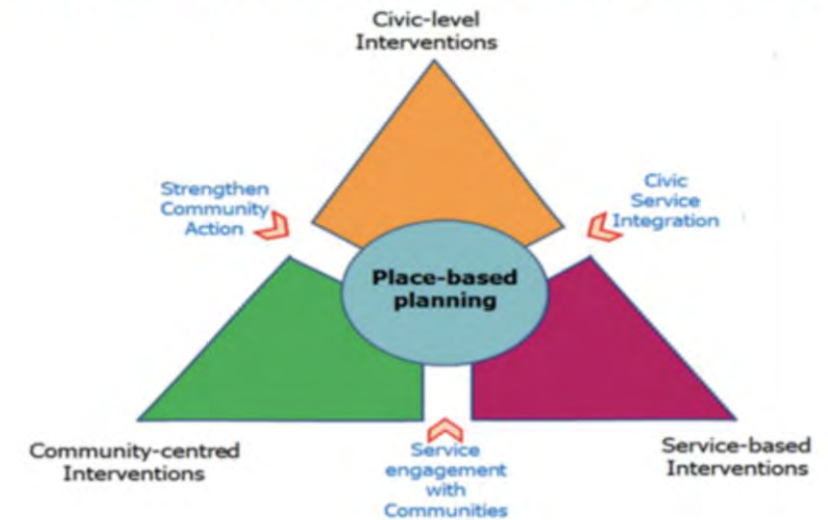 Civic-level
Interventions
Strengthen
Community
Action
Civic
Service
Integration
Place-based
planning
Community-centred
Interventions
Service
engagement
with
Communities
Service-based
Interventions